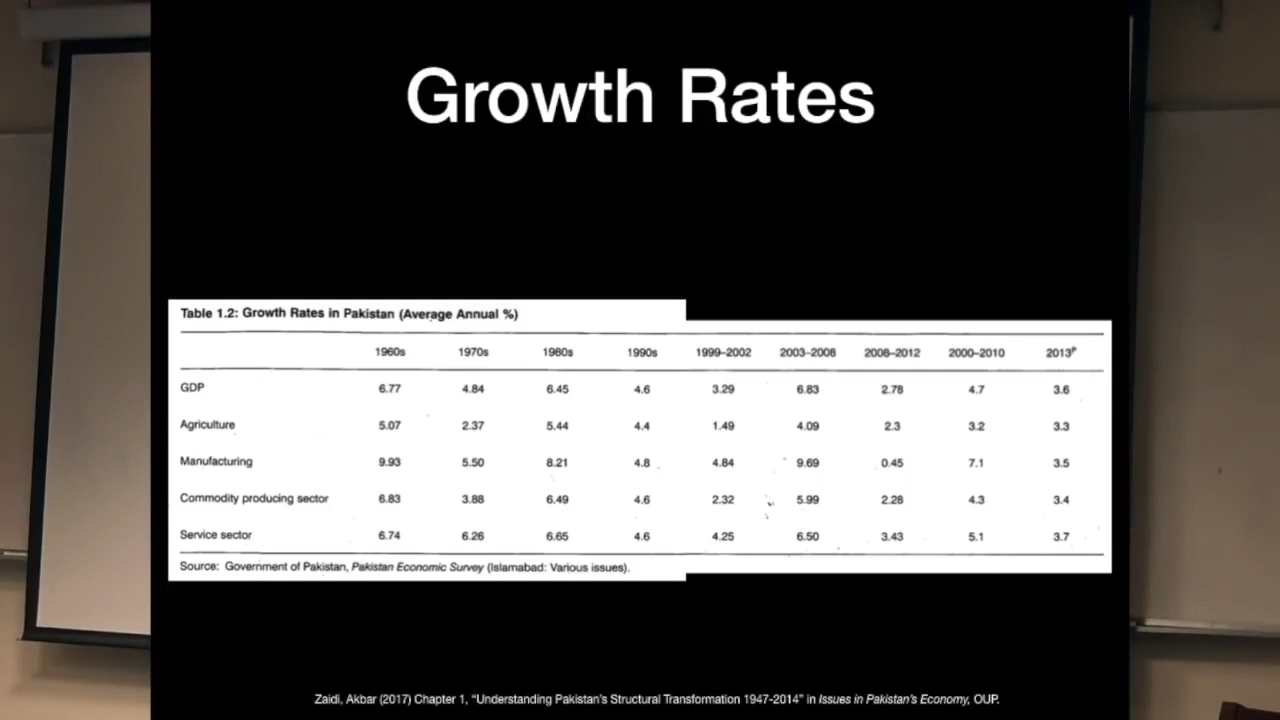 Growth Rates
Table 1.2: Growth Rates in Pakistan (Average Annual %)
1960s 1970s 1980s 1990s 1999–2002 2003–2008 2008–2012 2000–2010 2013P
GDP 6.77 4.84 6.45 4.6 3.29 6.83 2.78 4.7 3.6
Agriculture 5.07 2.37 5.44 4.4 1.49 4.09 2.3 3.2 3.3
Manufacturing 9.93 5.50 8.21 4.8 4.84 9.69 0.45 7.1 3.5
Commodity producing sector 6.83 3.88 6.49 4.6 2.32 5.99 2.28 4.3 3.4
Service sector 6.74 6.26 6.65 4.6 4.25 6.50 3.43 5.1 3.7
Source: Government of Pakistan, Pakistan Economic Survey (Islamabad: Various issues).
Zaidi, Akbar (2017) Chapter 1, “Understanding Pakistan's Structural Transformation 1947-2014” in Issues in Pakistan's Economy, OUP.